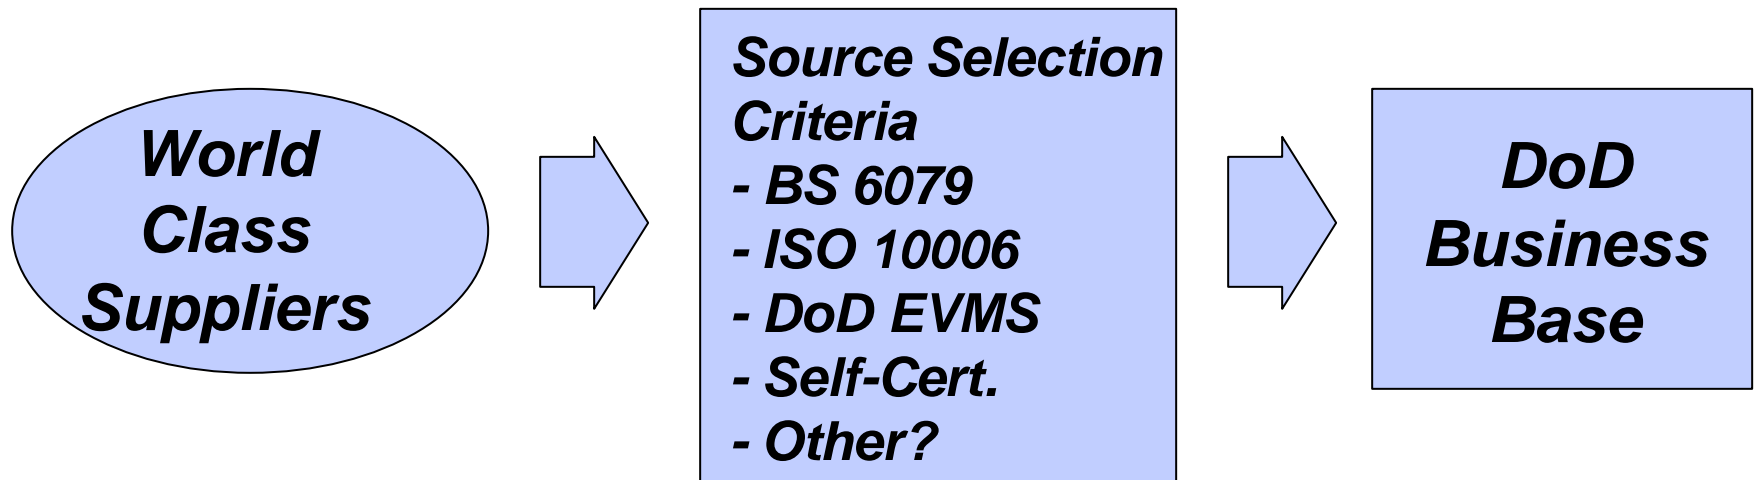 World
Class
Suppliers
Source Selection
Criteria
- BS 6079
- ISO 10006
- DoD EVMS
- Self-Cert.
- Other?
DoD
Business
Base